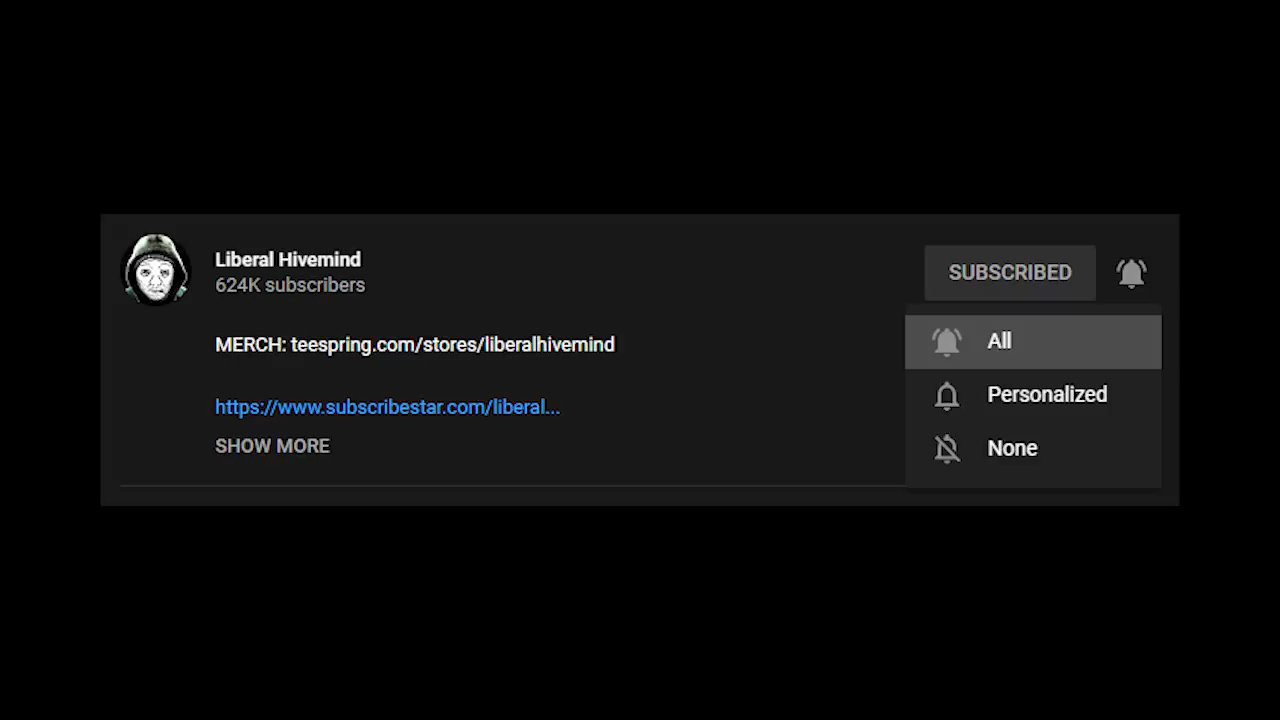 Liberal Hivemind
624K subscribers
SUBSCRIBED
MERCH: teespring.com/stores/liberalhivemind
https://www.subscribestar.com/liberal...
SHOW MORE
All
Personalized
None